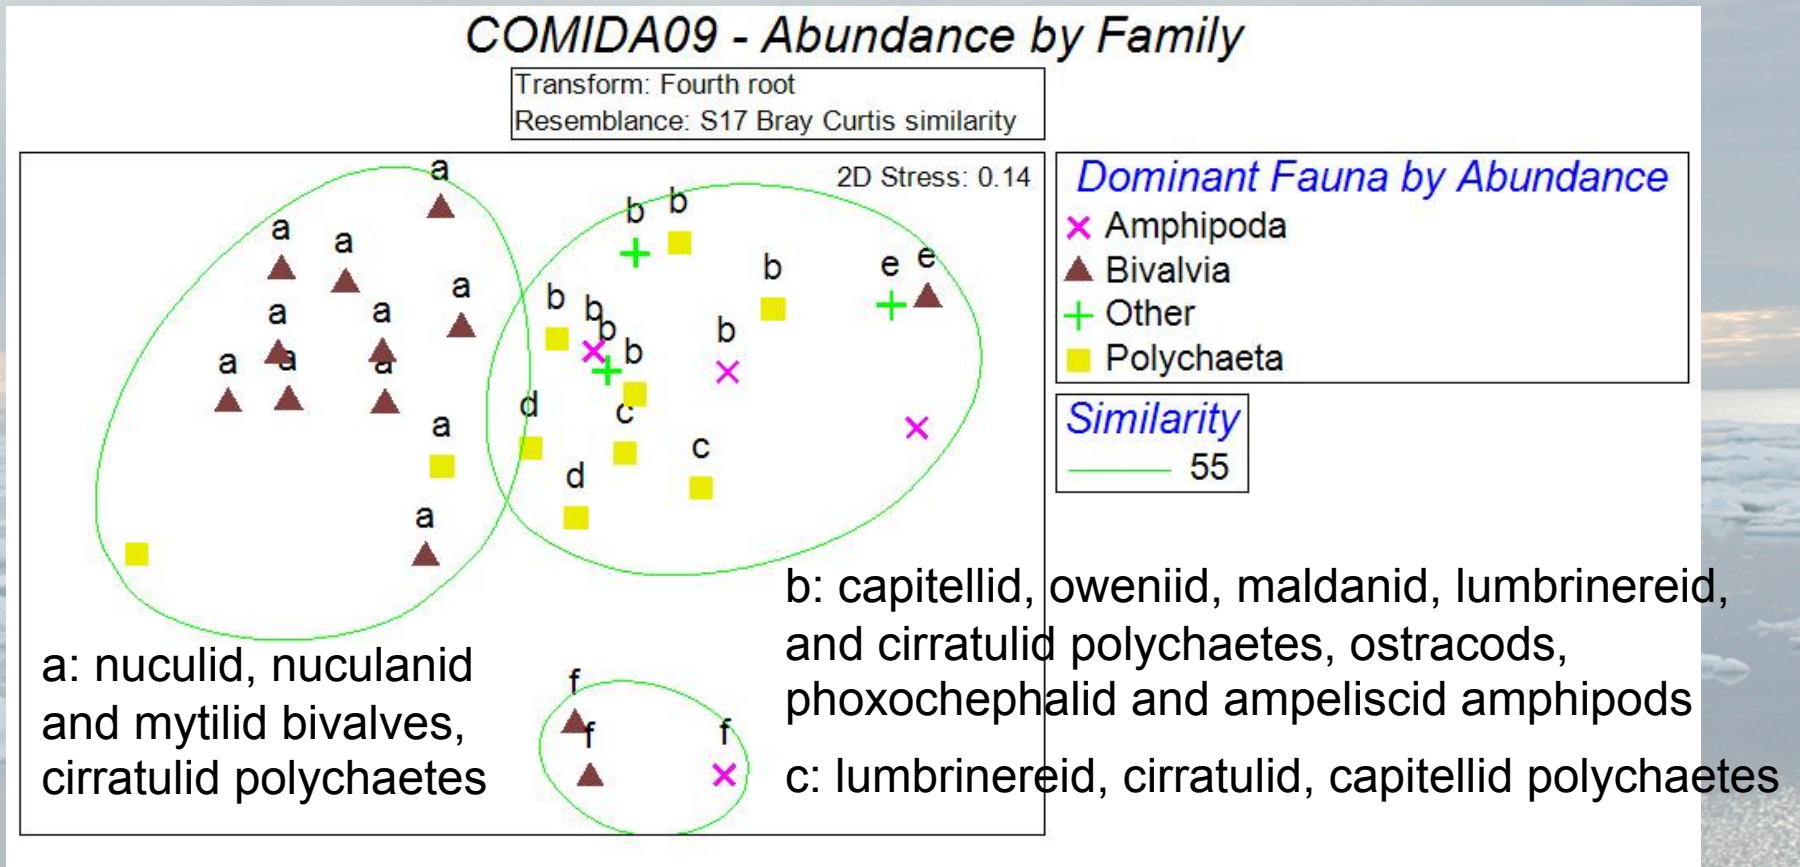 COMIDA09 - Abundance by Family
Transform: Fourth root
Resemblance: S17 Bray Curtis similarity
2D Stress: 0.14
a
a
a
a
a
a
a
a
a
a
a
b
b
b
b
b
b
b
b
e
e
d
c
c
d
f
f
f
Dominant Fauna by Abundance
Amphipoda
Bivalvia
Other
Polychaeta
Similarity
55
a: nuculid, nuculanid
and mytilid bivalves,
cirratulid polychaetes
b: capitellid, oweniid, maldanid, lumbrinereid,
and cirratulid polychaetes, ostracods,
phoxochephalid and ampeliscid amphipods
c: lumbrinereid, cirratulid, capitellid polychaetes